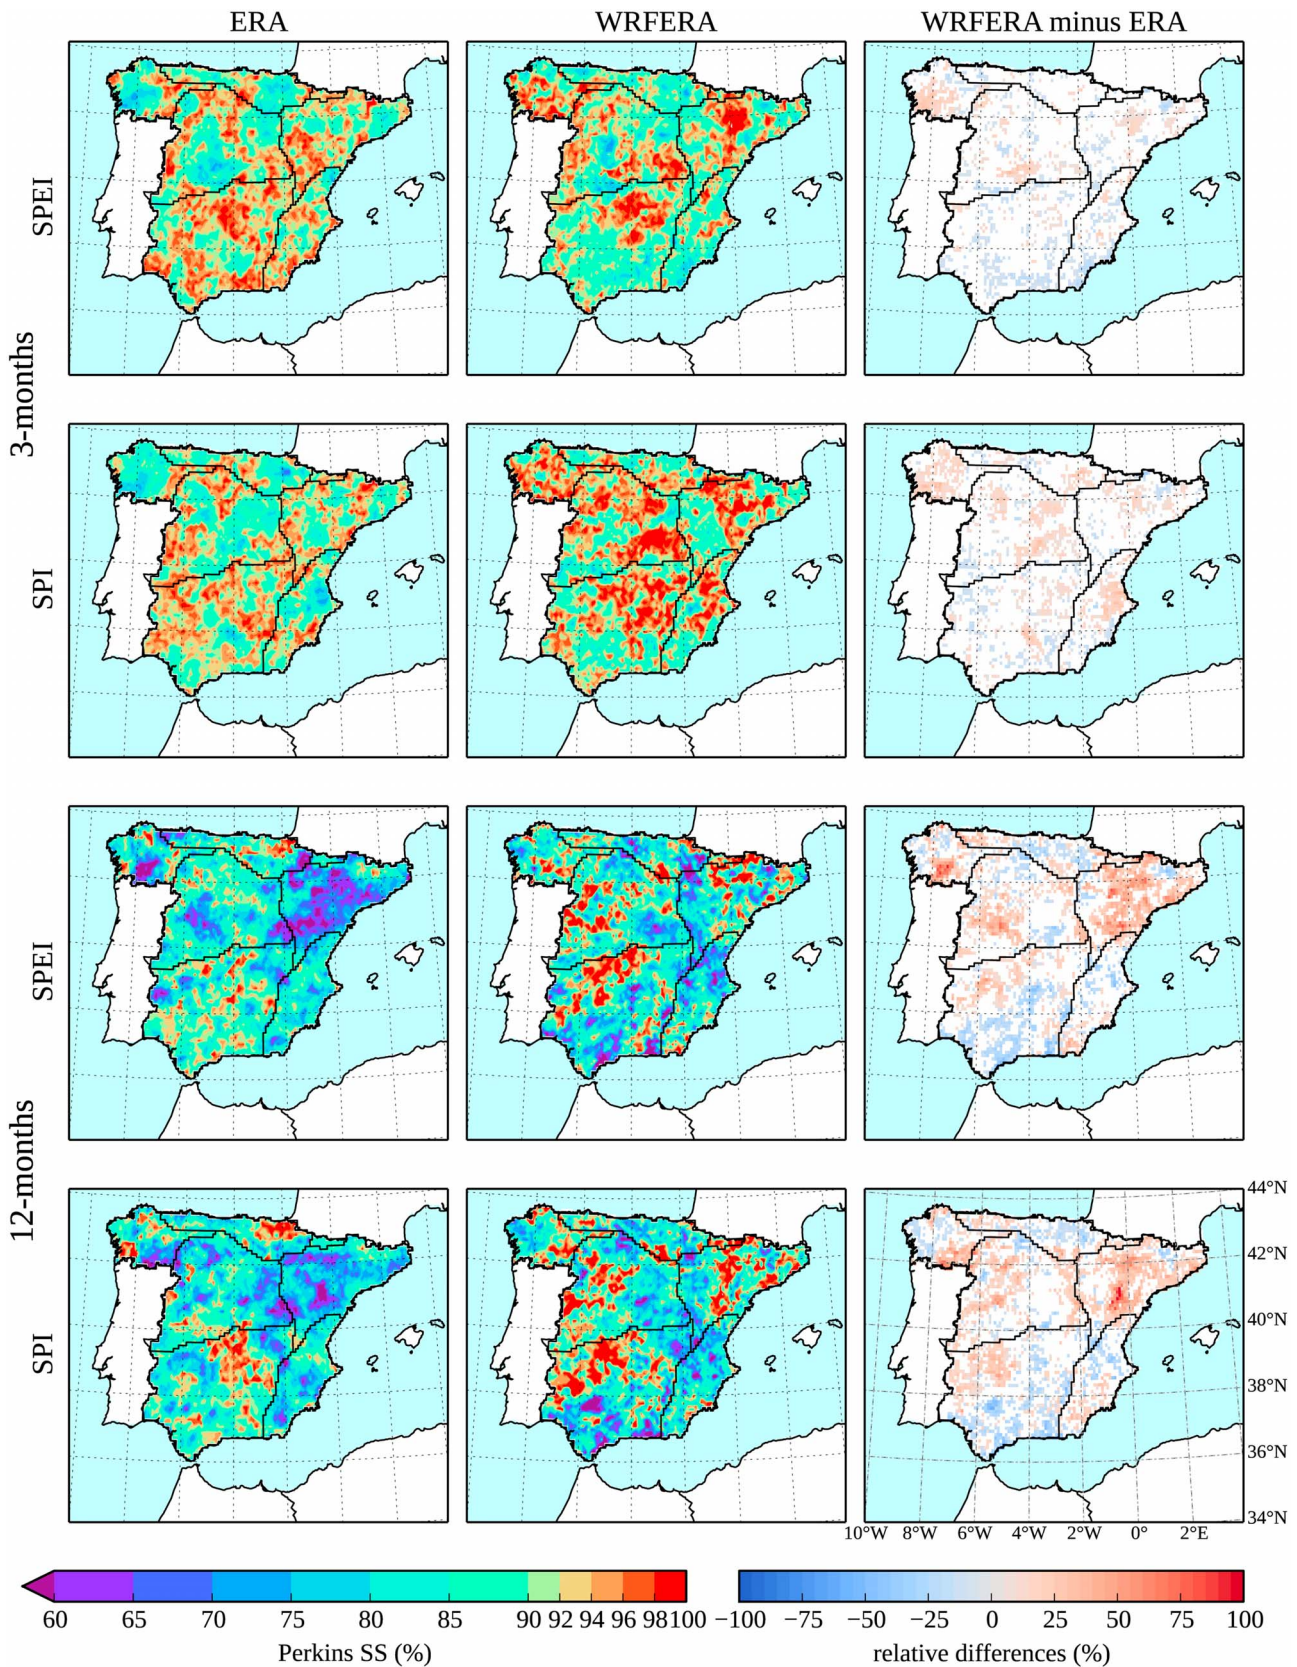 ERA WRFERA WRFERA minus ERA
SPEI
3-months
SPI
SPEI
12-months
SPI
44°N
42°N
40°N
38°N
36°N
34°N
10°W 8°W 6°W 4°W 2°W 0° 2°E
60 65 70 75 80 85 90 92 94 96 98 100
Perkins SS (%)
−100 −75 −50 −25 0 25 50 75 100
relative differences (%)